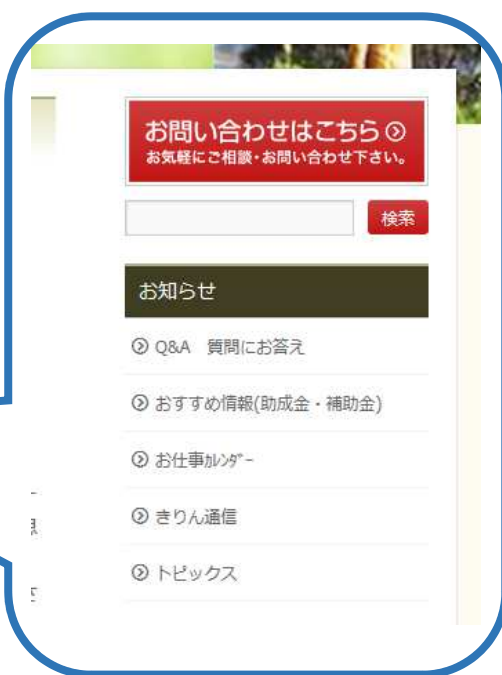 お問い合わせはこちら
お気軽にご相談・お問い合わせ下さい。
検索
お知らせ
Q&A　質問にお答え
おすすめ情報(助成金・補助金)
お仕事ｶﾚﾝﾀﾞｰ
きりん通信
トピックス